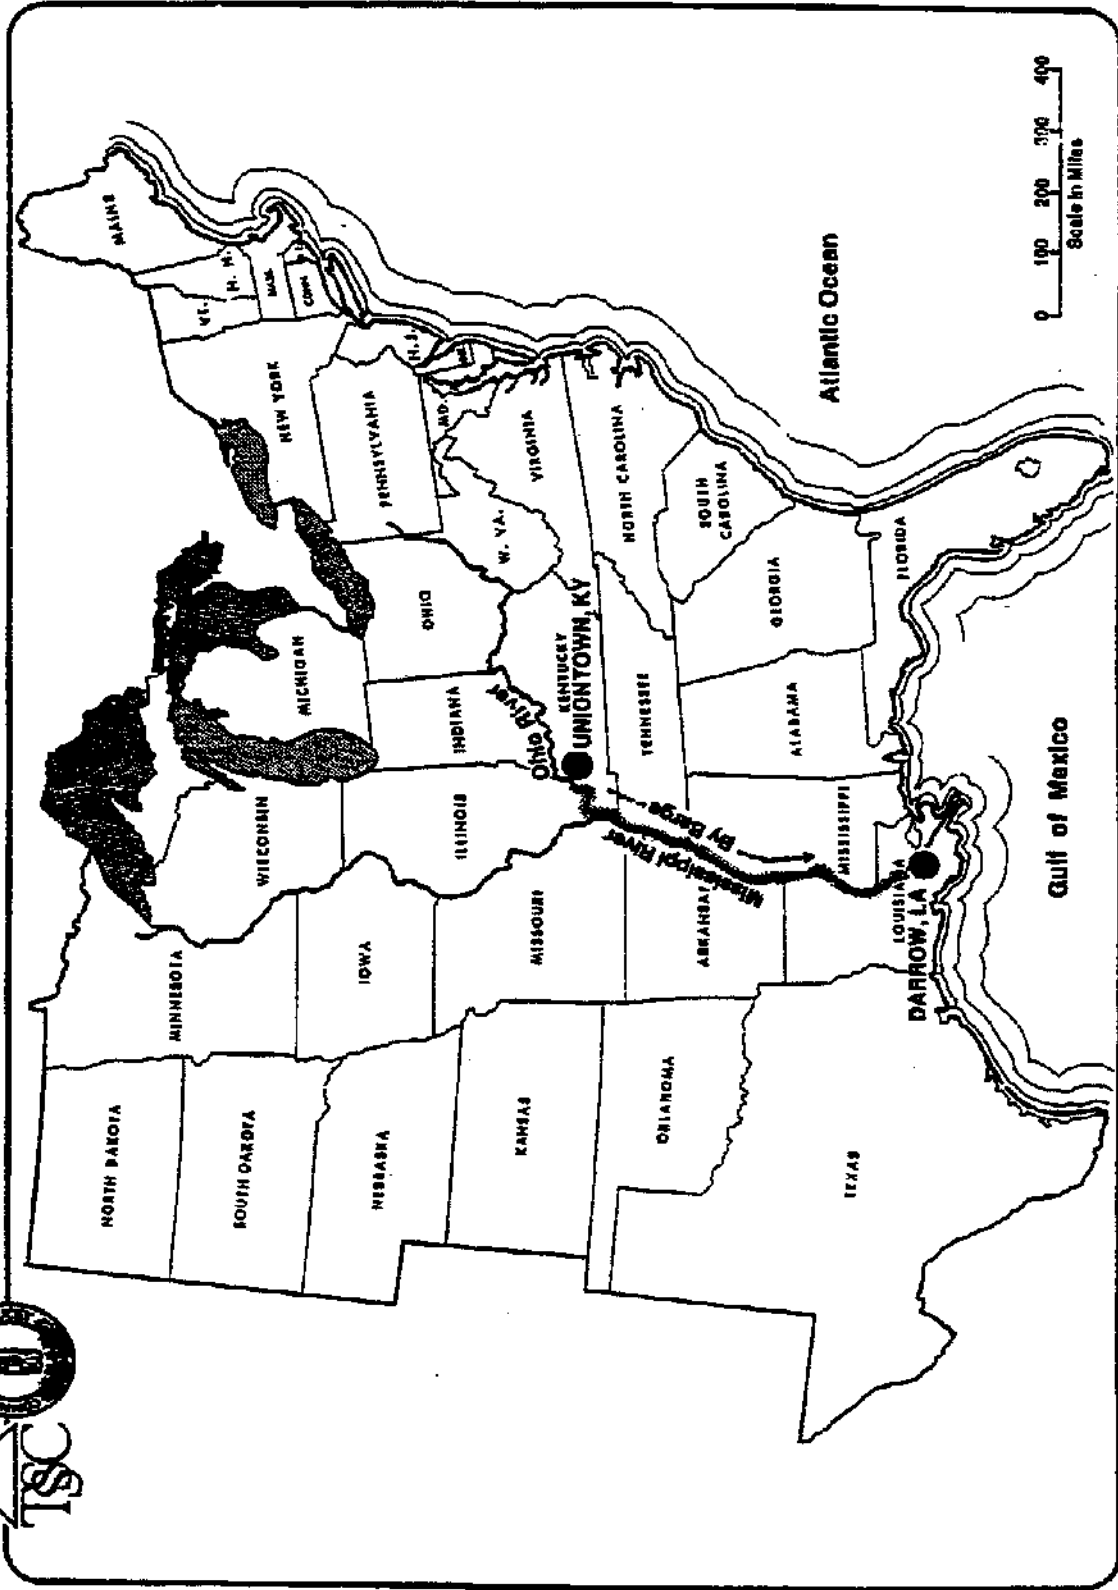 TSSC
MAINE
VT.
N. H.
MASS.
CONN.
NEW YORK
N. J.
PENNSYLVANIA
MD.
OHIO
W. VA.
VIRGINIA
MICHIGAN
WISCONSIN
MINNESOTA
NORTH DAKOTA
SOUTH DAKOTA
IOWA
NEBRASKA
ILLINOIS
INDIANA
Ohio River
KENTUCKY
UNIONTOWN, KY
NORTH CAROLINA
SOUTH
CAROLINA
TENNESSEE
MISSOURI
KANSAS
By Barge
Mississippi River
ARKANSAS
OKLAHOMA
GEORGIA
ALABAMA
MISSISSIPPI
LOUISIANA
DARROW, LA
TEXAS
FLORIDA
Atlantic Ocean
Gulf of Mexico
0 100 200 300 400
Scale in Miles